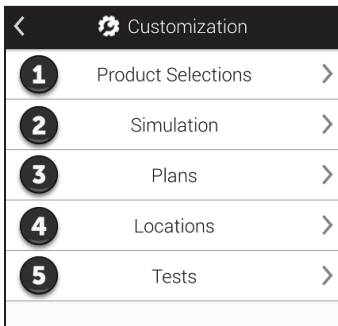 Customization
1 Product Selections
2 Simulation
3 Plans
4 Locations
5 Tests